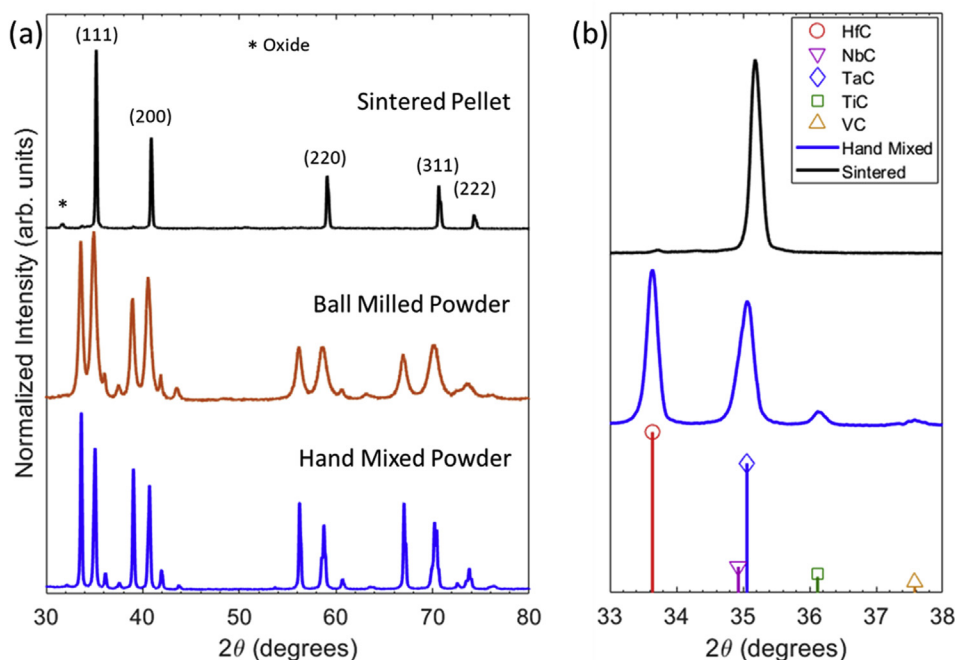 (a)
(111)
* Oxide
Sintered Pellet
(200)
(220)
(311)
(222)
*
Ball Milled Powder
Hand Mixed Powder
Normalized Intensity (arb. units)
30 40 50 60 70 80
2θ (degrees)
(b)
HfC
NbC
TaC
TiC
VC
Hand Mixed
Sintered
33 34 35 36 37 38
2θ (degrees)